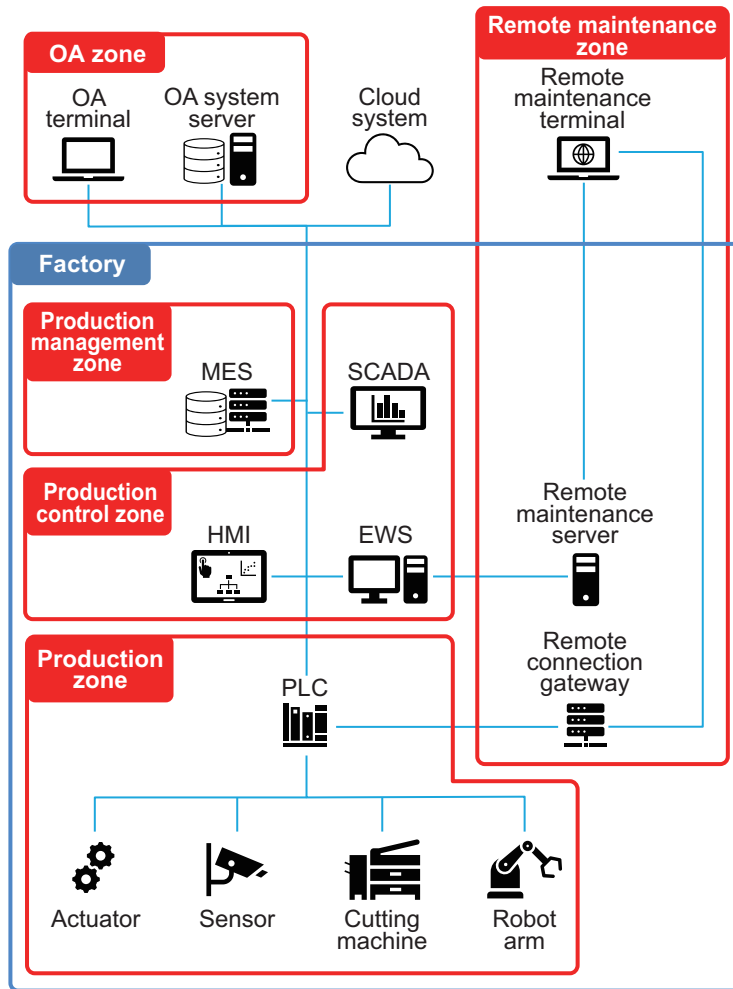 OA zone
OA
terminal
OA system
server
Cloud
system
Remote maintenance
zone
Remote
maintenance
terminal
Factory
Production
management
zone
MES
SCADA
Production
control zone
HMI
EWS
Remote
maintenance
server
Production
zone
PLC
Remote
connection
gateway
Actuator
Sensor
Cutting
machine
Robot
arm